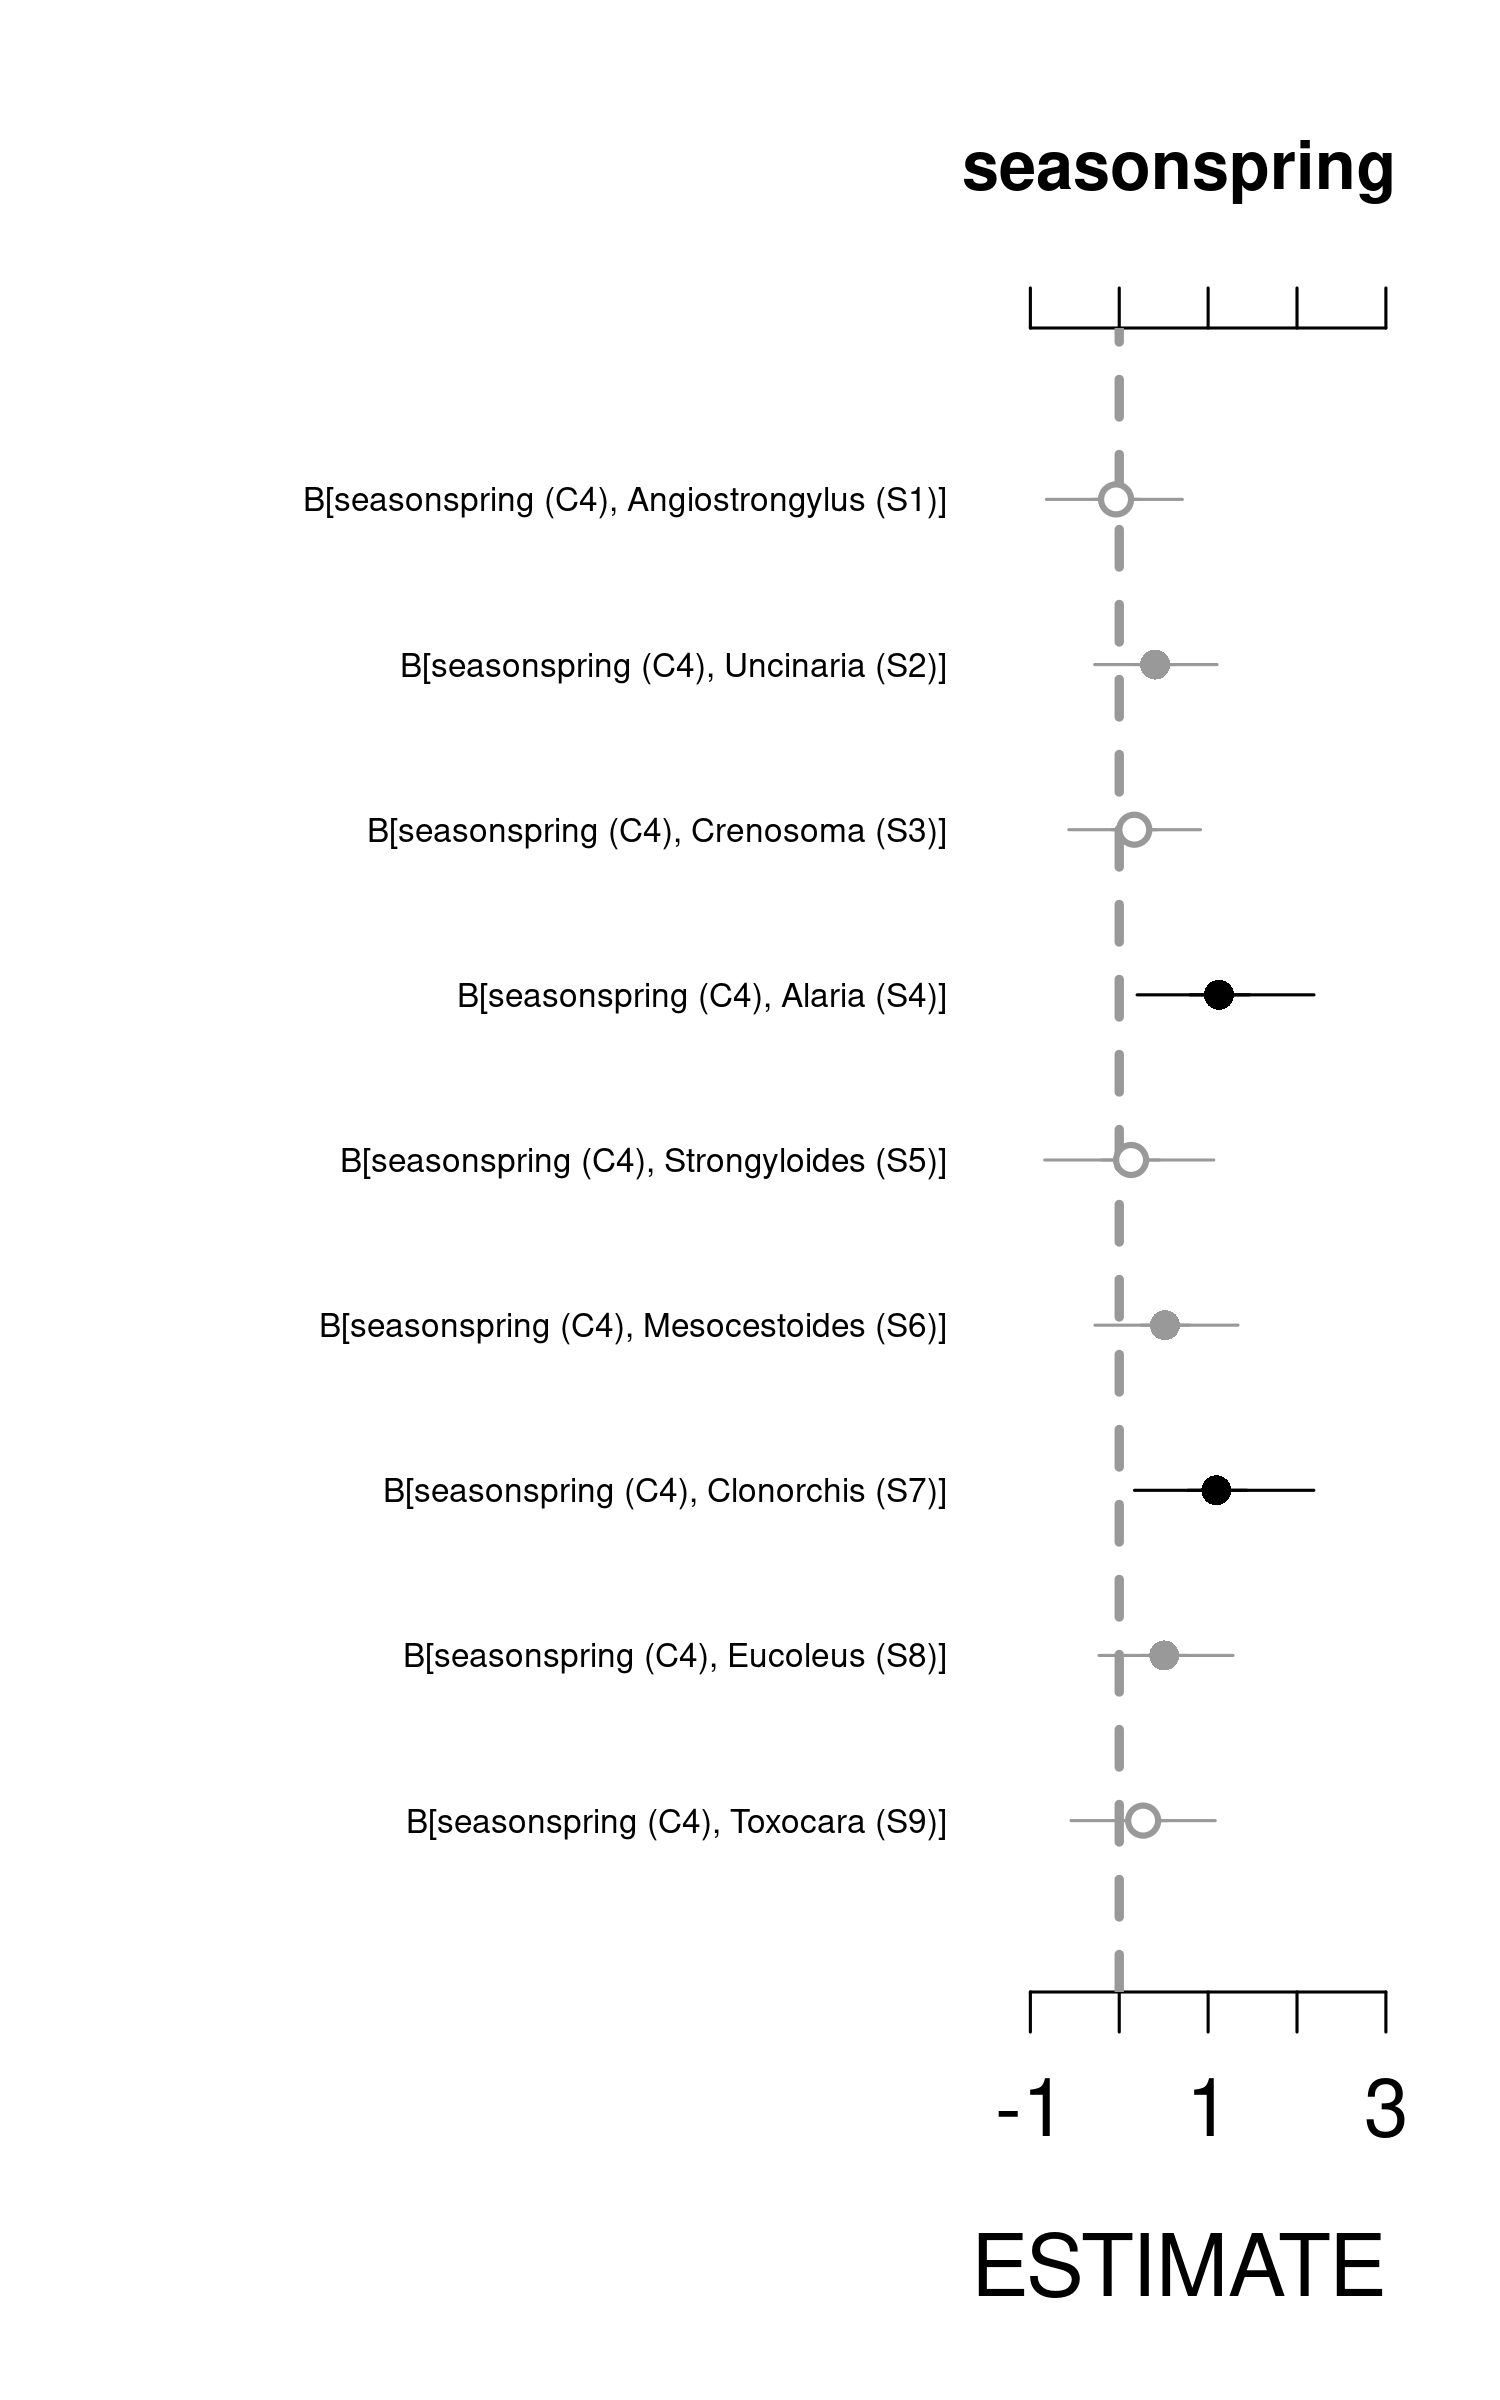 seasonspring
B[seasonspring (C4), Angiostrongylus (S1)]
B[seasonspring (C4), Uncinaria (S2)]
B[seasonspring (C4), Crenosoma (S3)]
B[seasonspring (C4), Alaria (S4)]
B[seasonspring (C4), Strongyloides (S5)]
B[seasonspring (C4), Mesocestoides (S6)]
B[seasonspring (C4), Clonorchis (S7)]
B[seasonspring (C4), Eucoleus (S8)]
B[seasonspring (C4), Toxocara (S9)]
-1 1 3
ESTIMATE